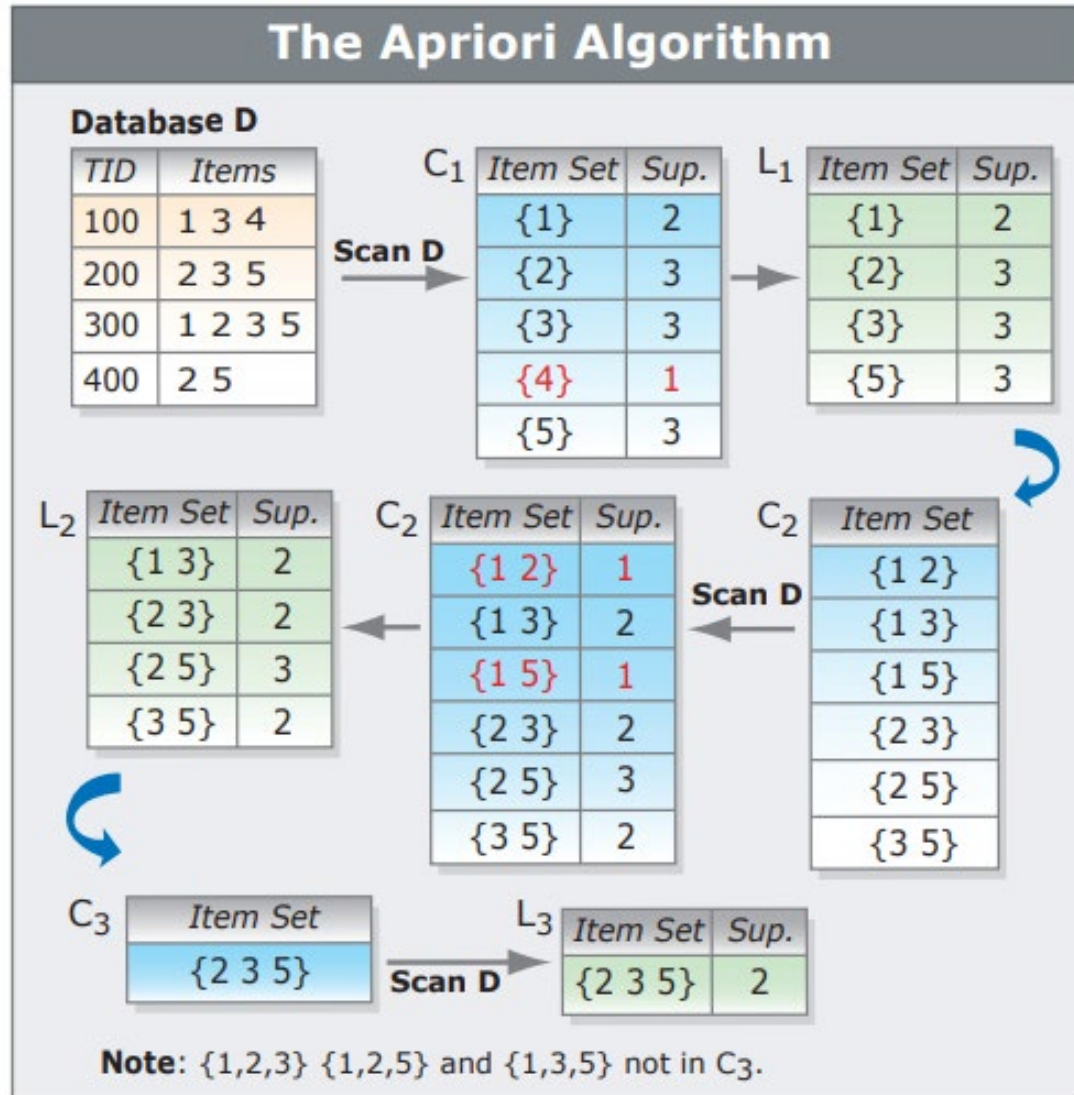 The Apriori Algorithm
Database D
TID Items
100 1 3 4
200 2 3 5
300 1 2 3 5
400 2 5
Scan D
C1 Item Set Sup.
{1} 2
{2} 3
{3} 3
{4} 1
{5} 3
L1 Item Set Sup.
{1} 2
{2} 3
{3} 3
{5} 3
C2 Item Set
{1 2}
{1 3}
{1 5}
{2 3}
{2 5}
{3 5}
Scan D
C2 Item Set Sup.
{1 2} 1
{1 3} 2
{1 5} 1
{2 3} 2
{2 5} 3
{3 5} 2
L2 Item Set Sup.
{1 3} 2
{2 3} 2
{2 5} 3
{3 5} 2
C3 Item Set
{2 3 5}
Scan D
L3 Item Set Sup.
{2 3 5} 2
Note: {1,2,3} {1,2,5} and {1,3,5} not in C3.